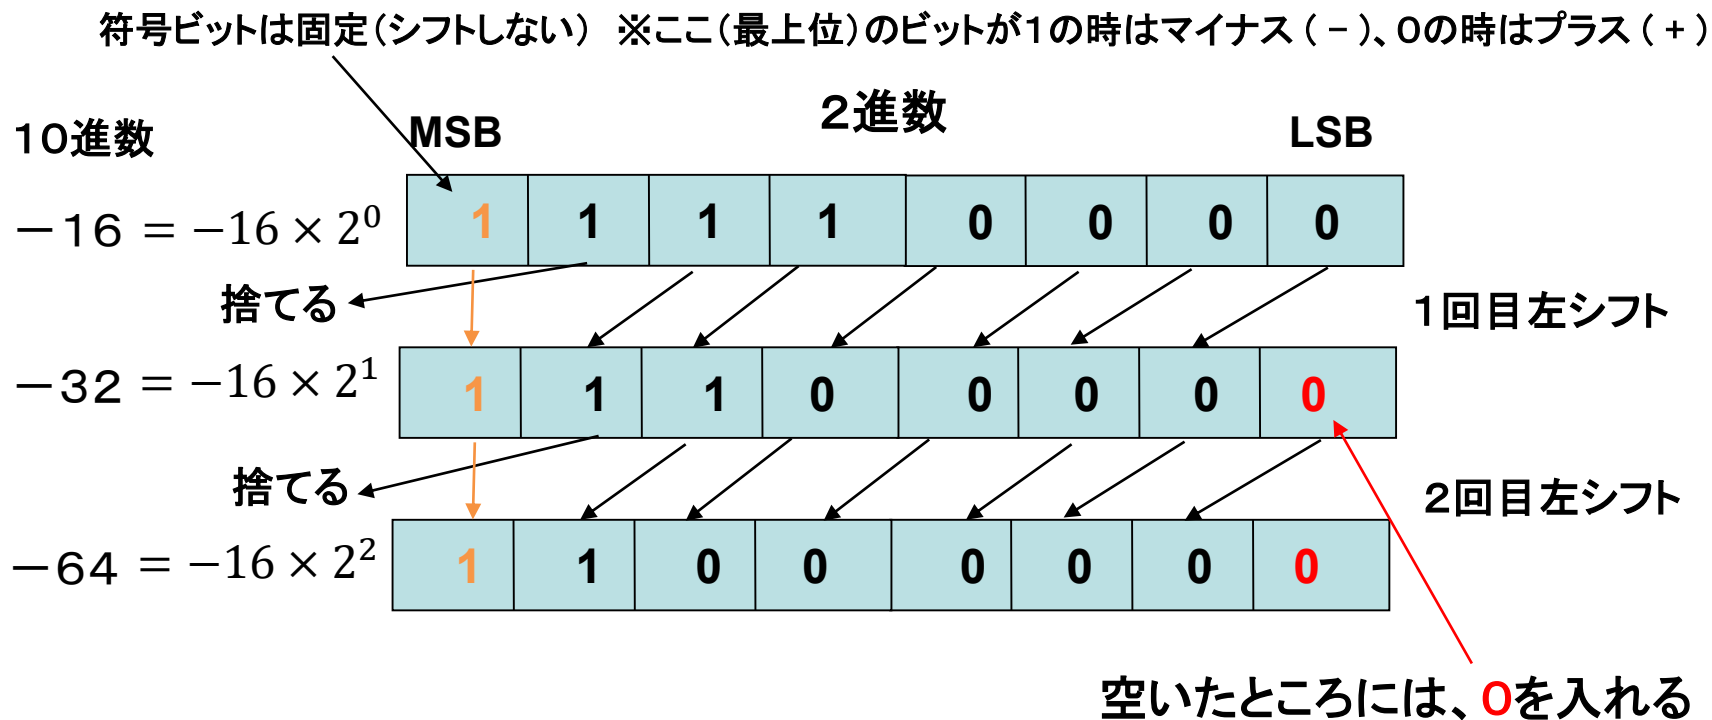 符号ビットは固定（シフトしない） ※ここ（最上位）のビットが１の時はマイナス（－）、０の時はプラス（+）
２進数
１０進数
MSB
LSB
－16 = −16 × 2⁰
1 1 1 1 0 0 0 0
捨てる
１回目左シフト
－32 = −16 × 2¹
1 1 1 0 0 0 0 0
捨てる
２回目左シフト
－64 = −16 × 2²
1 1 0 0 0 0 0 0
空いたところには、０を入れる